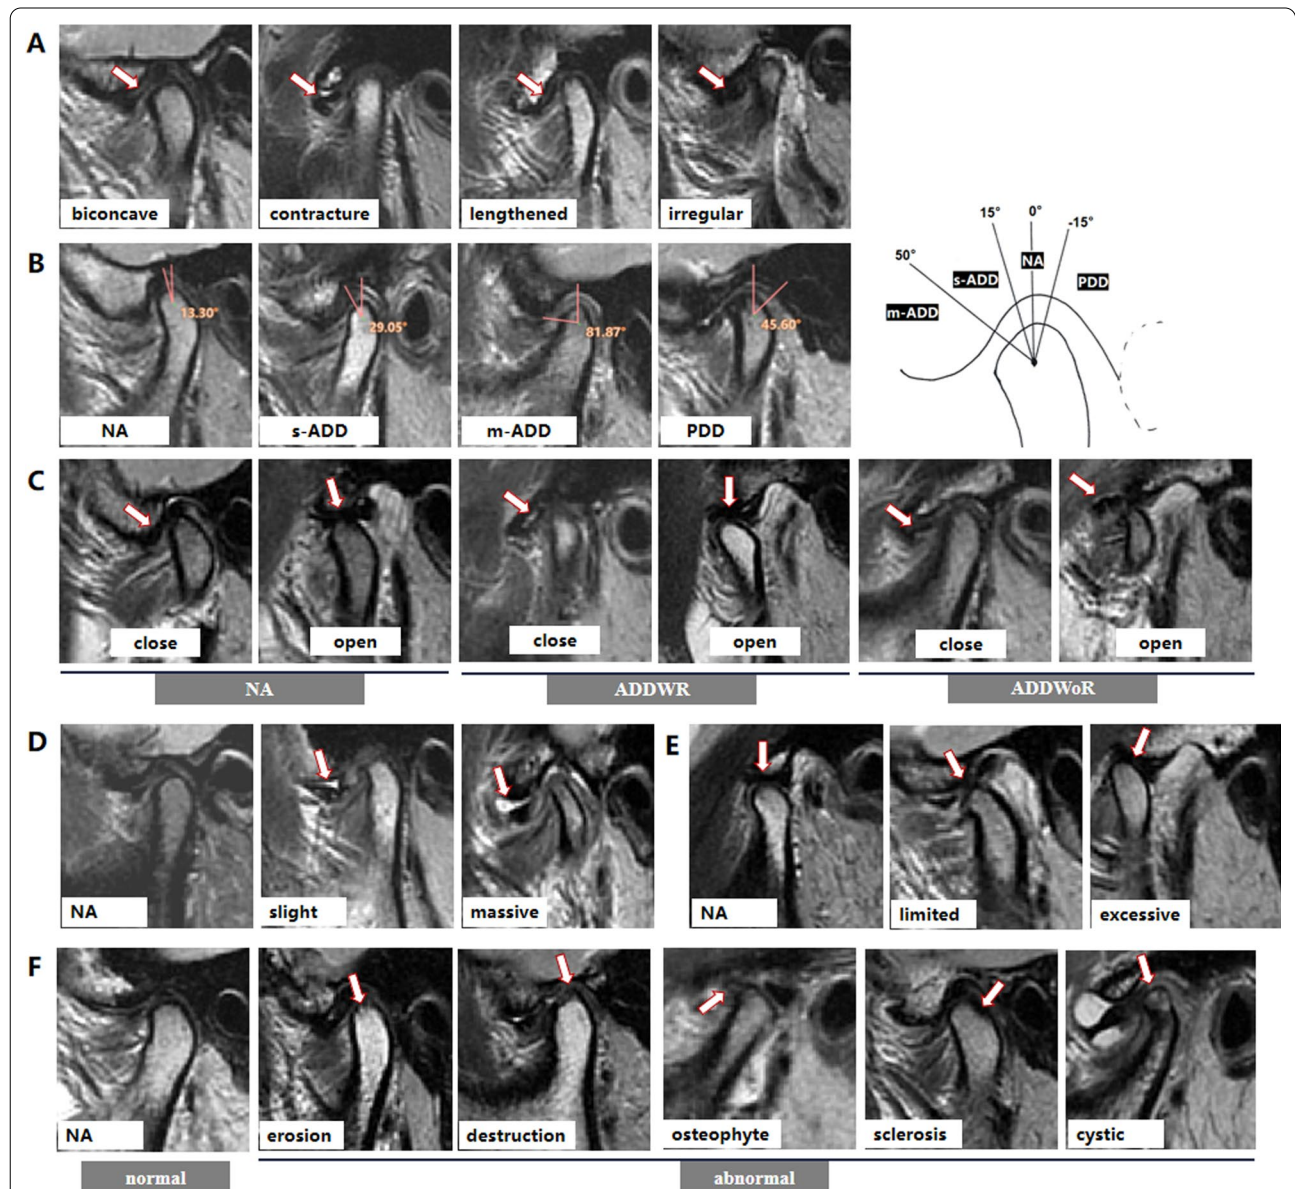 A
biconcave
contracture
lengthened
irregular
B
13.30°
29.05°
81.87°
45.60°
NA
s-ADD
m-ADD
PDD
50°
15°
0°
-15°
m-ADD
s-ADD
NA
PDD
C
close
open
close
open
close
open
NA
ADDWR
ADDWoR
D
NA
slight
massive
E
NA
limited
excessive
F
NA
erosion
destruction
osteophyte
sclerosis
cystic
normal
abnormal